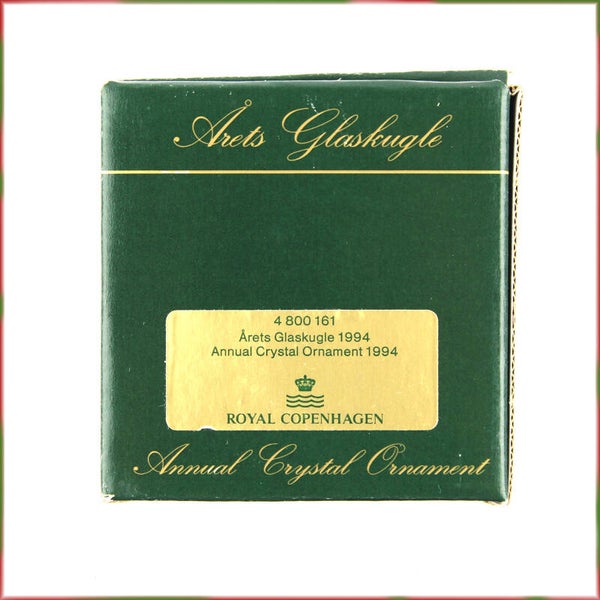 Årets Glaskugle
4 800 161
Årets Glaskugle 1994
Annual Crystal Ornament 1994
ROYAL COPENHAGEN
Annual Crystal Ornament